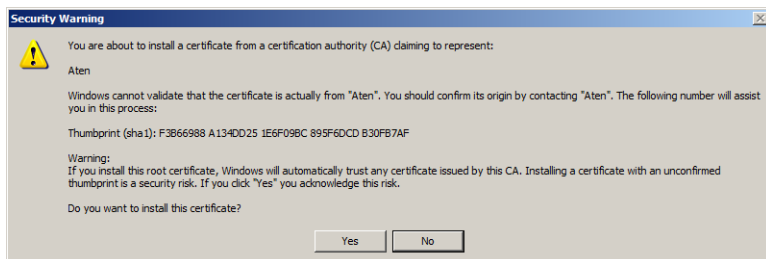 Security Warning
You are about to install a certificate from a certification authority (CA) claiming to represent:
Aten
Windows cannot validate that the certificate is actually from "Aten". You should confirm its origin by contacting "Aten". The following number will assist
you in this process:
Thumbprint (sha1): F3B66988 A134DD25 1E6F09BC 895F6DCD B30FB7AF
Warning:
If you install this root certificate, Windows will automatically trust any certificate issued by this CA. Installing a certificate with an unconfirmed
thumbprint is a security risk. If you click "Yes" you acknowledge this risk.
Do you want to install this certificate?
Yes
No